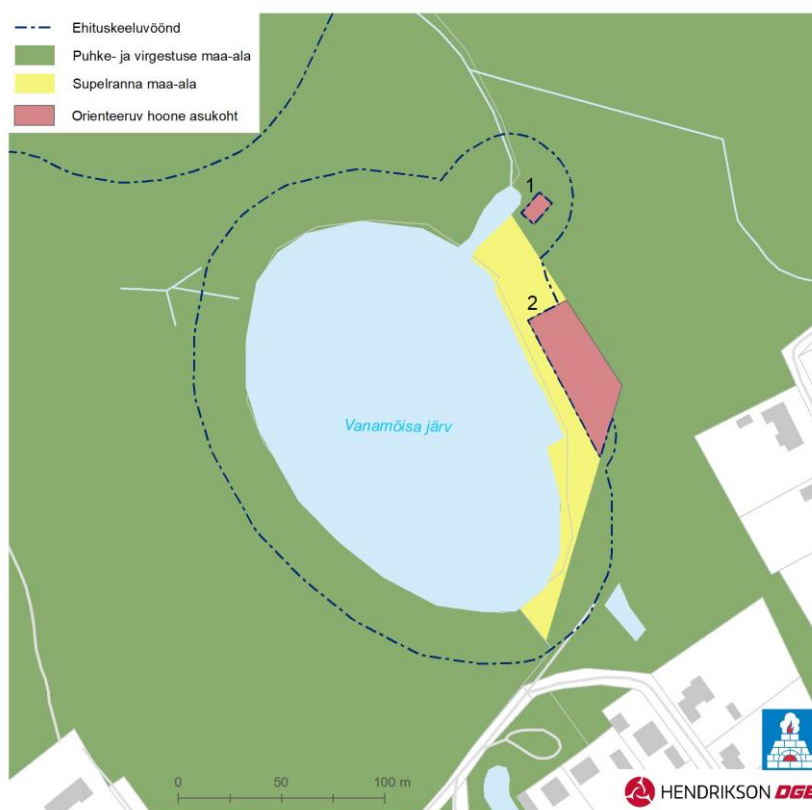 Ehituskeeluvöönd
Puhke- ja virgestuse maa-ala
Supelranna maa-ala
Orienteeruv hoone asukoht
1
2
Vanamõisa järv
0 50 100 m
HENDRIKSON